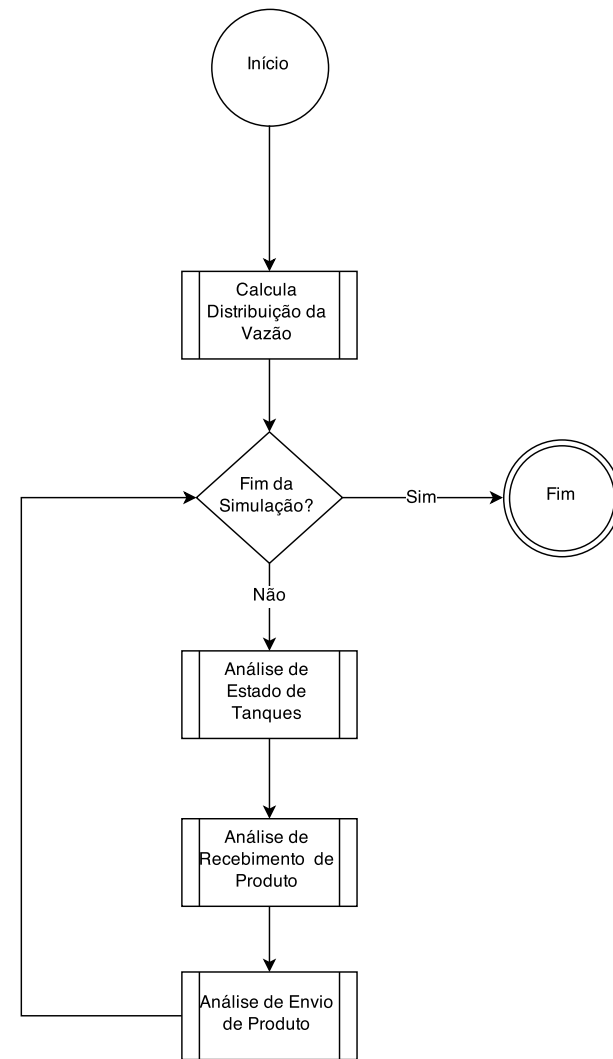 Início
Calcula
Distribuição da
Vazão
Fim da
Simulação?
Sim
Fim
Não
Análise de
Estado de
Tanques
Análise de
Recebimento de
Produto
Análise de Envio
de Produto